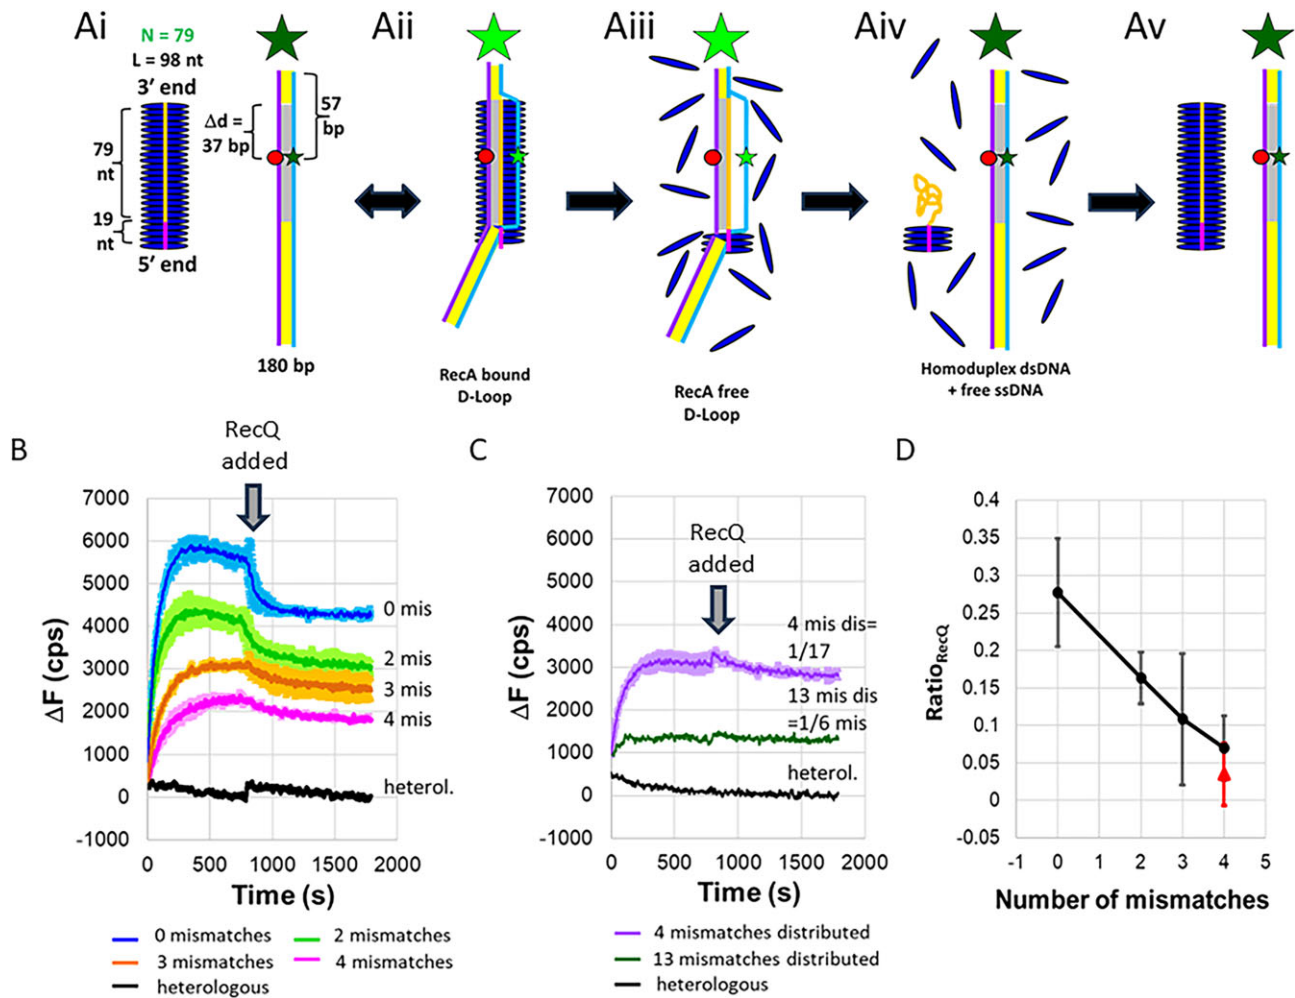 Ai
N = 79
L = 98 nt
3′ end
79
nt
19
nt
5′ end
Δd =
37 bp
57
bp
180 bp
Aii
RecA bound
D-Loop
Aiii
RecA free
D-Loop
Aiv
Homoduplex dsDNA
+ free ssDNA
Av
B
RecQ
added
7000
6000
5000
4000
3000
2000
1000
0
-1000
ΔF (cps)
0 mis
2 mis
3 mis
4 mis
heterol.
0 500 1000 1500 2000
Time (s)
0 mismatches
2 mismatches
3 mismatches
4 mismatches
heterologous
C
RecQ
added
7000
6000
5000
4000
3000
2000
1000
0
-1000
ΔF (cps)
4 mis dis=
1/17
13 mis dis
=1/6 mis
heterol.
0 500 1000 1500 2000
Time (s)
4 mismatches distributed
13 mismatches distributed
heterologous
D
0.4
0.35
0.3
0.25
0.2
0.15
0.1
0.05
0
-0.05
RatioRecQ
-1 0 1 2 3 4 5
Number of mismatches